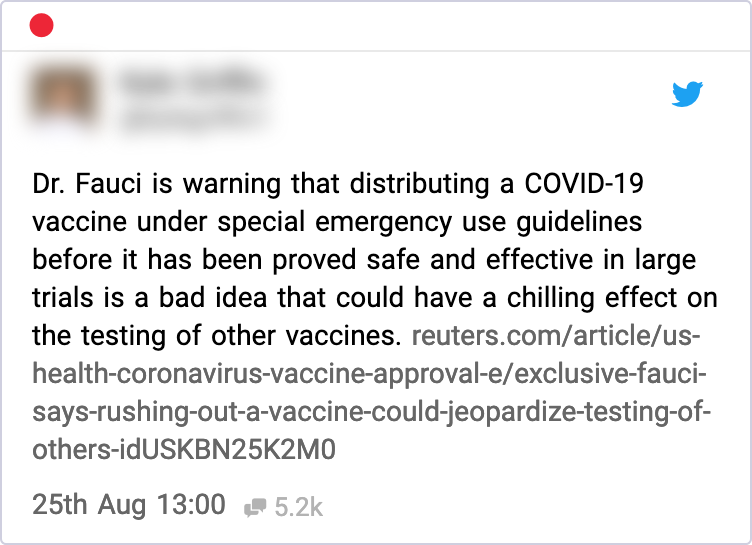 Dr. Fauci is warning that distributing a COVID-19
vaccine under special emergency use guidelines
before it has been proved safe and effective in large
trials is a bad idea that could have a chilling effect on
the testing of other vaccines. reuters.com/article/us-
health-coronavirus-vaccine-approval-e/exclusive-fauci-
says-rushing-out-a-vaccine-could-jeopardize-testing-of-
others-idUSKBN25K2M0
25th Aug 13:00 5.2k